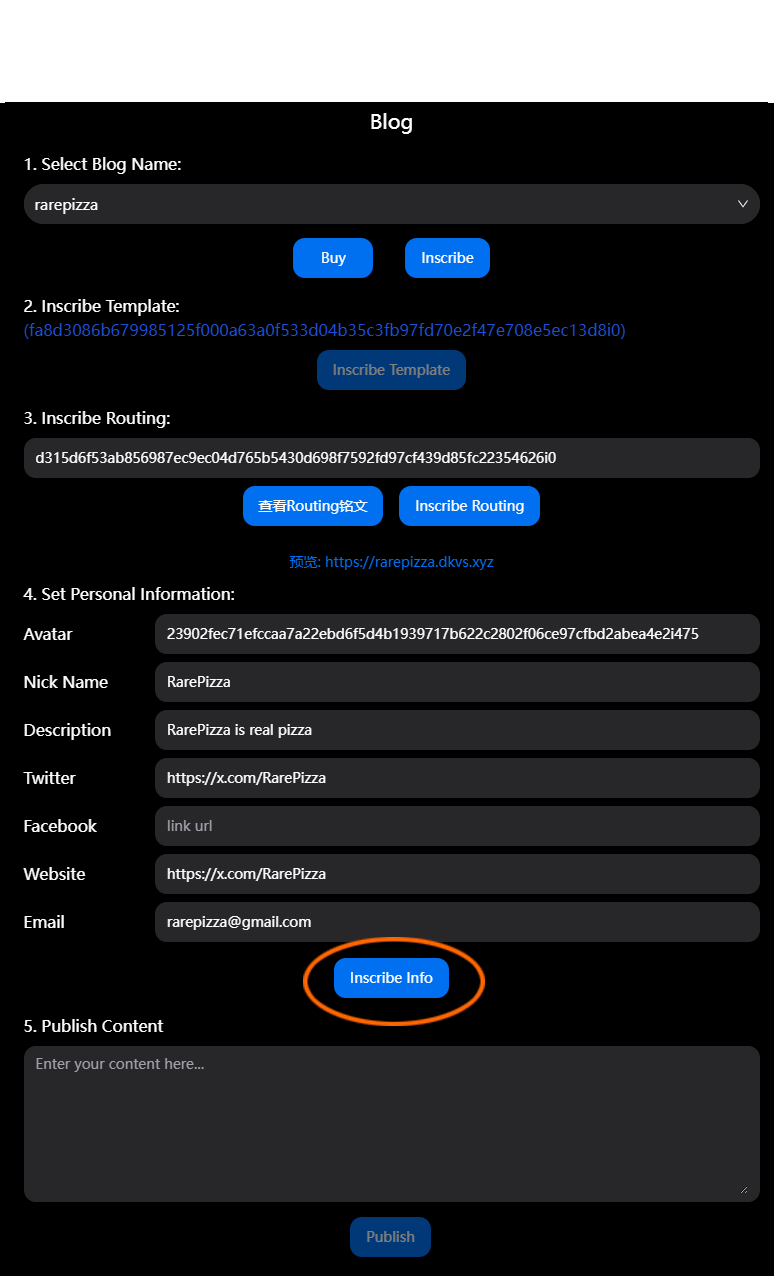 Blog
1. Select Blog Name:
rarepizza
Buy Inscribe
2. Inscribe Template:
(fa8d3086b679985125f000a63a0f533d04b35c3fb97fd70e2f47e708e5ec13d8i0)
Inscribe Template
3. Inscribe Routing:
d315d6f53ab856987ec9ec04d765b5430d698f7592fd97cf439d85fc22354626i0
查看Routing铭文 Inscribe Routing
预览: https://rarepizza.dkvs.xyz
4. Set Personal Information:
Avatar 23902fec71efccaa7a22ebd6f5d4b1939717b622c2802f06ce97cfbd2abea4e2i475
Nick Name RarePizza
Description RarePizza is real pizza
Twitter https://x.com/RarePizza
Facebook link url
Website https://x.com/RarePizza
Email rarepizza@gmail.com
Inscribe Info
5. Publish Content
Enter your content here...
Publish